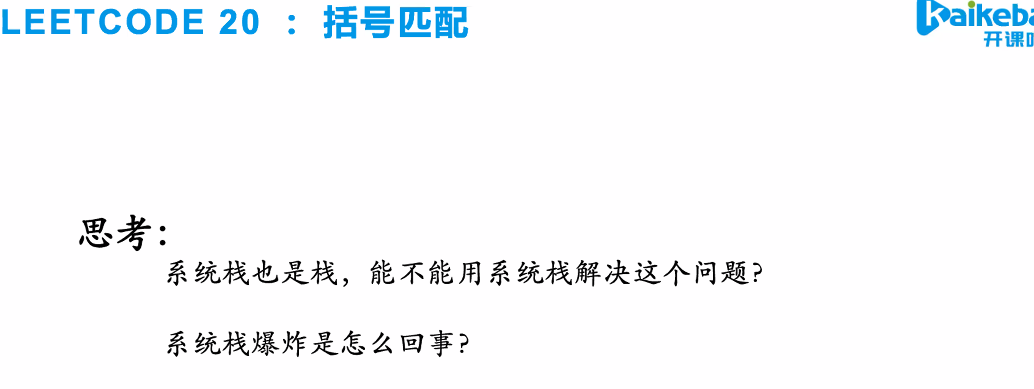 LEETCODE 20 ： 括号匹配
Kaikeba
开课吧
思考：
系统栈也是栈，能不能用系统栈解决这个问题?
系统栈爆炸是怎么回事?